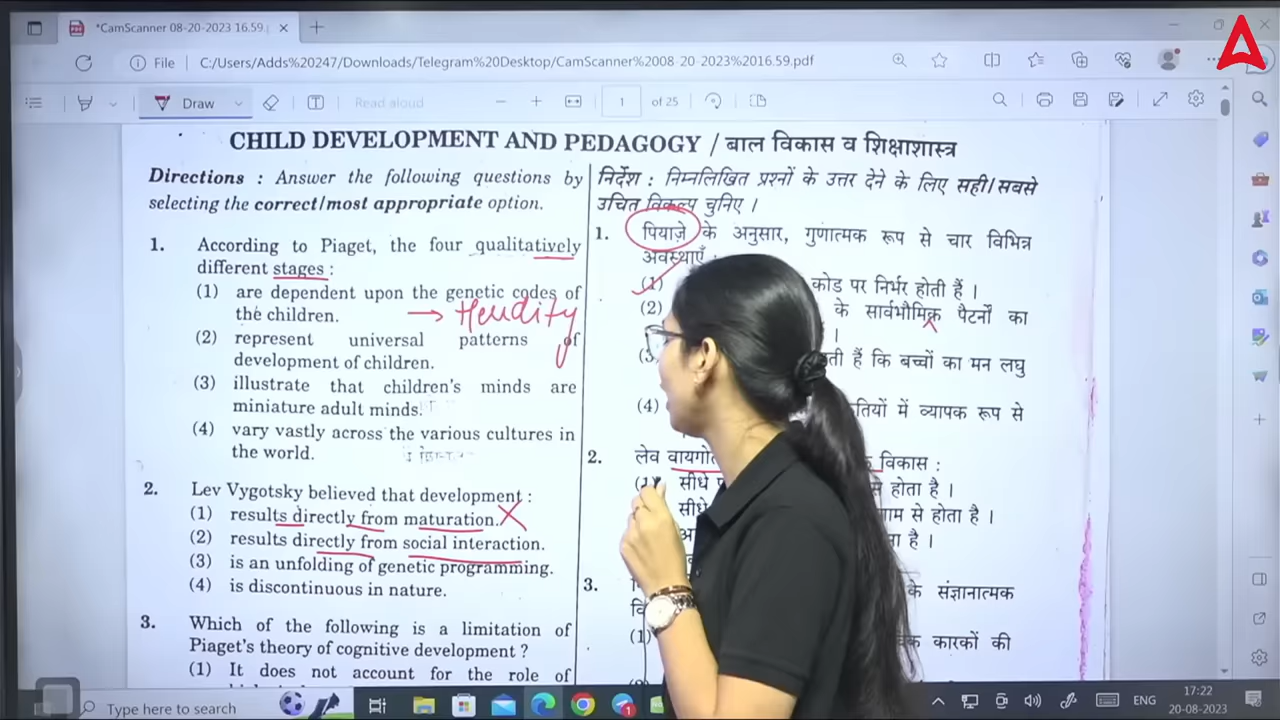 *CamScanner 08-20-2023 16.59.
File
C:/Users/Adds%20247/Downloads/Telegram%20Desktop/CamScanner%2008-20-2023%2016.59.pdf
Draw
Read aloud
1
of 25
CHILD DEVELOPMENT AND PEDAGOGY / बाल विकास व शिक्षाशास्त्र
Directions : Answer the following questions by
selecting the correct/most appropriate option.
1. According to Piaget, the four qualitatively
different stages :
(1) are dependent upon the genetic codes of
the children.
(2) represent universal patterns of
development of children.
(3) illustrate that children's minds are
miniature adult minds.
(4) vary vastly across the various cultures in
the world.
2. Lev Vygotsky believed that development :
(1) results directly from maturation.
(2) results directly from social interaction.
(3) is an unfolding of genetic programming.
(4) is discontinuous in nature.
3. Which of the following is a limitation of
Piaget's theory of cognitive development ?
(1) It does not account for the role of
निर्देश : निम्नलिखित प्रश्नों के उत्तर देने के लिए सही/सबसे
उचित विकल्प चुनिए ।
1. पियाज़े के अनुसार, गुणात्मक रूप से चार विभिन्न
अवस्थाएँ :
(1) कोड पर निर्भर होती हैं ।
(2) के सार्वभौमिक पैटर्नों का
।
हैं कि बच्चों का मन लघु
(4) में व्यापक रूप से
2. लेव विकास :
(1) सीधे से होता है ।
सीधे से होता है ।
है ।
3. के संज्ञानात्मक
(1) कारकों की
Type here to search
ENG
17:22
20-08-2023